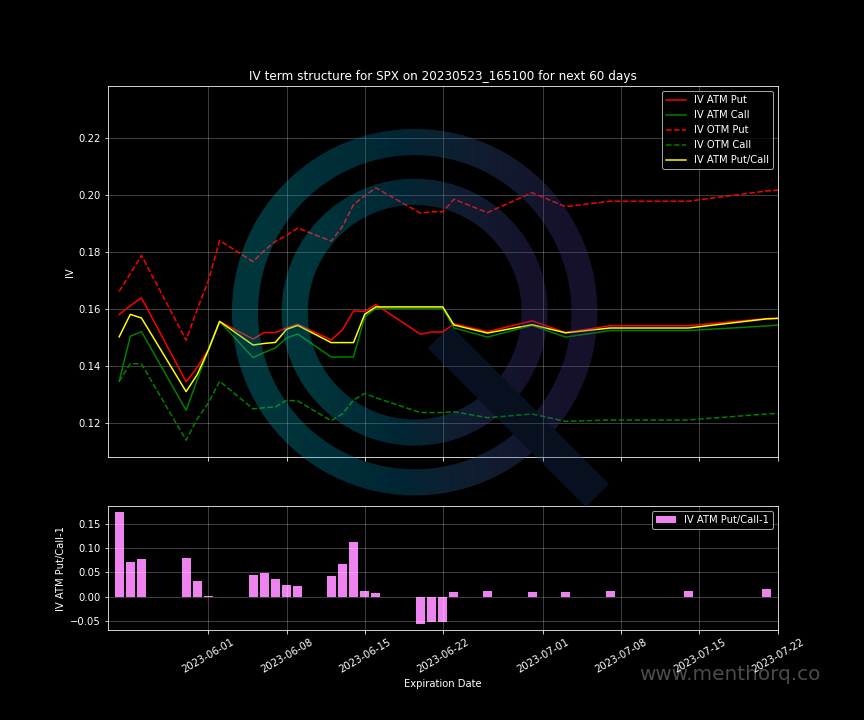 IV term structure for SPX on 20230523_165100 for next 60 days
IV ATM Put
IV ATM Call
IV OTM Put
IV OTM Call
IV ATM Put/Call
0.22
0.20
0.18
0.16
0.14
0.12
IV
IV ATM Put/Call-1
0.15
0.10
0.05
0.00
−0.05
IV ATM Put/Call-1
2023-06-01
2023-06-08
2023-06-15
2023-06-22
2023-07-01
2023-07-08
2023-07-15
2023-07-22
Expiration Date
www.menthorq.co